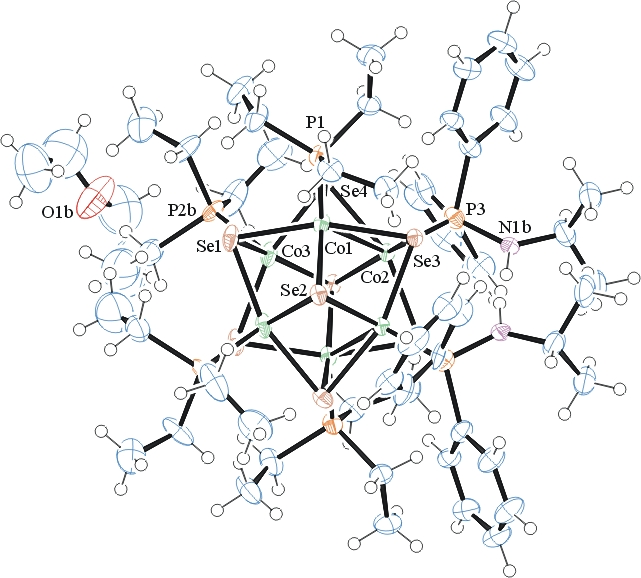 P1
Se4
P3
O1b
P2b
N1b
Se1
Co3
Co1
Co2
Se3
Se2